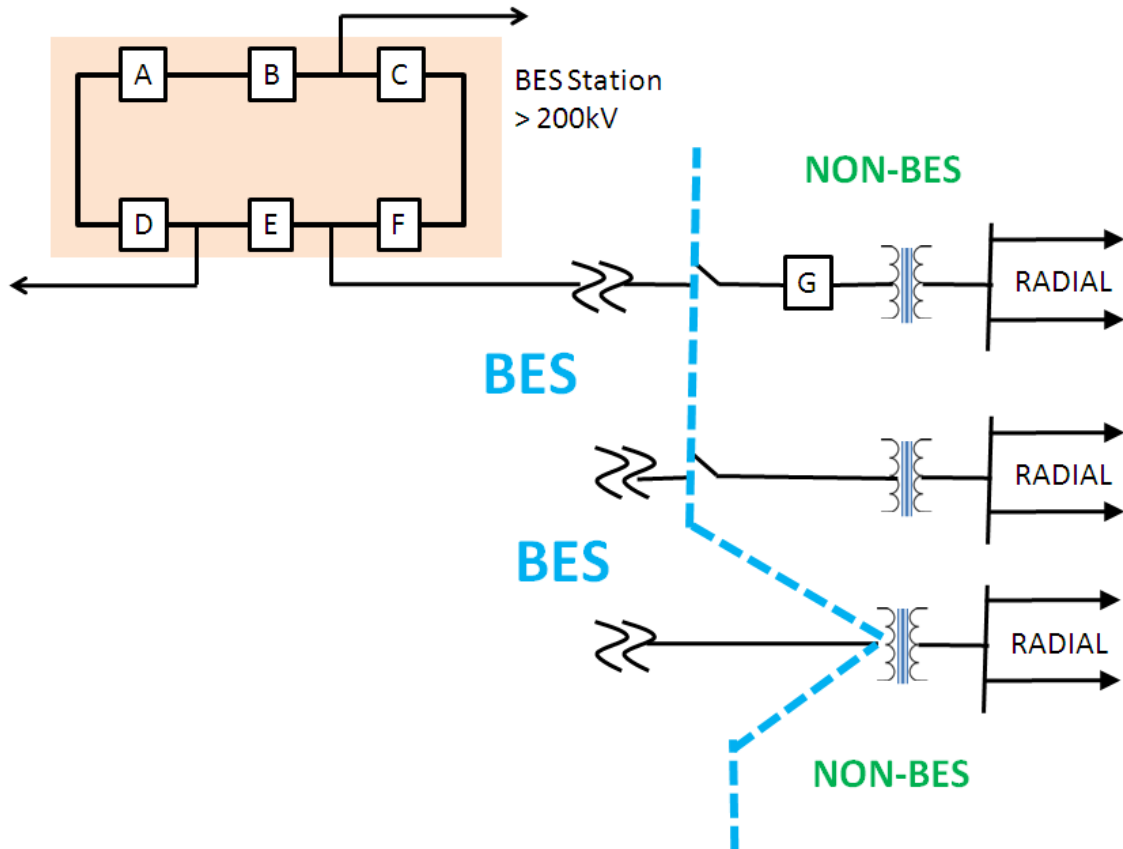 A
B
C
BES Station
> 200kV
D
E
F
NON-BES
G
RADIAL
BES
RADIAL
BES
RADIAL
NON-BES